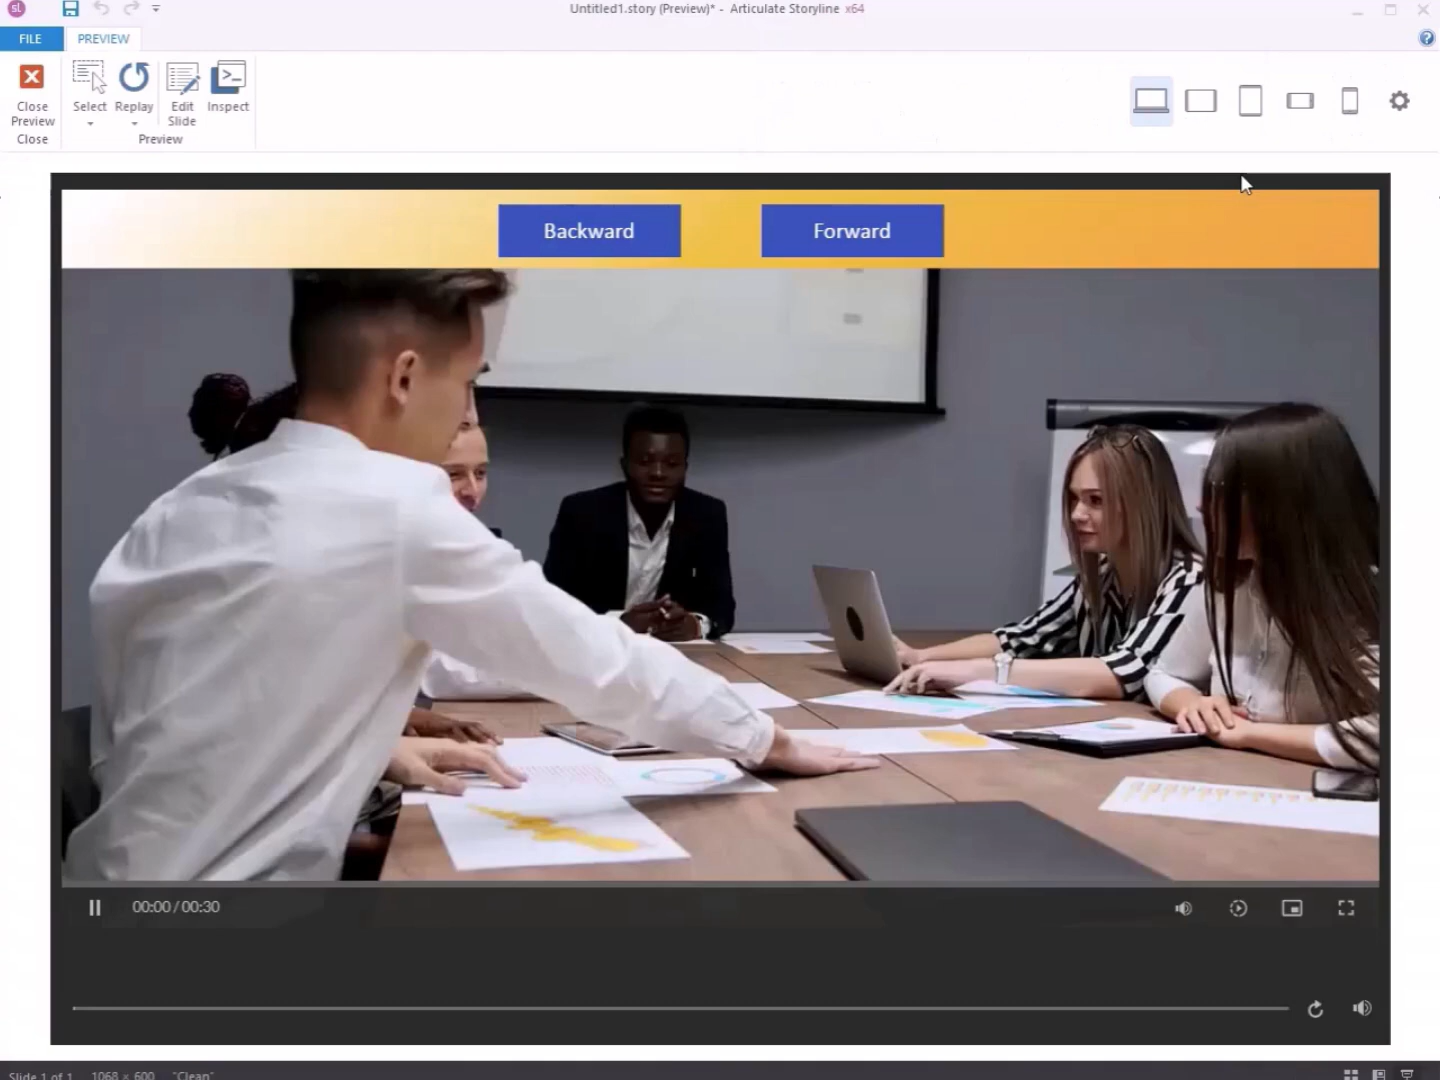 Untitled1.story (Preview)* - Articulate Storyline x64
FILE
PREVIEW
Close Preview
Select
Replay
Edit Slide
Inspect
Close
Preview
Backward
Forward
00:00 / 00:30
Slide 1 of 1
1068 × 600
"Clean"